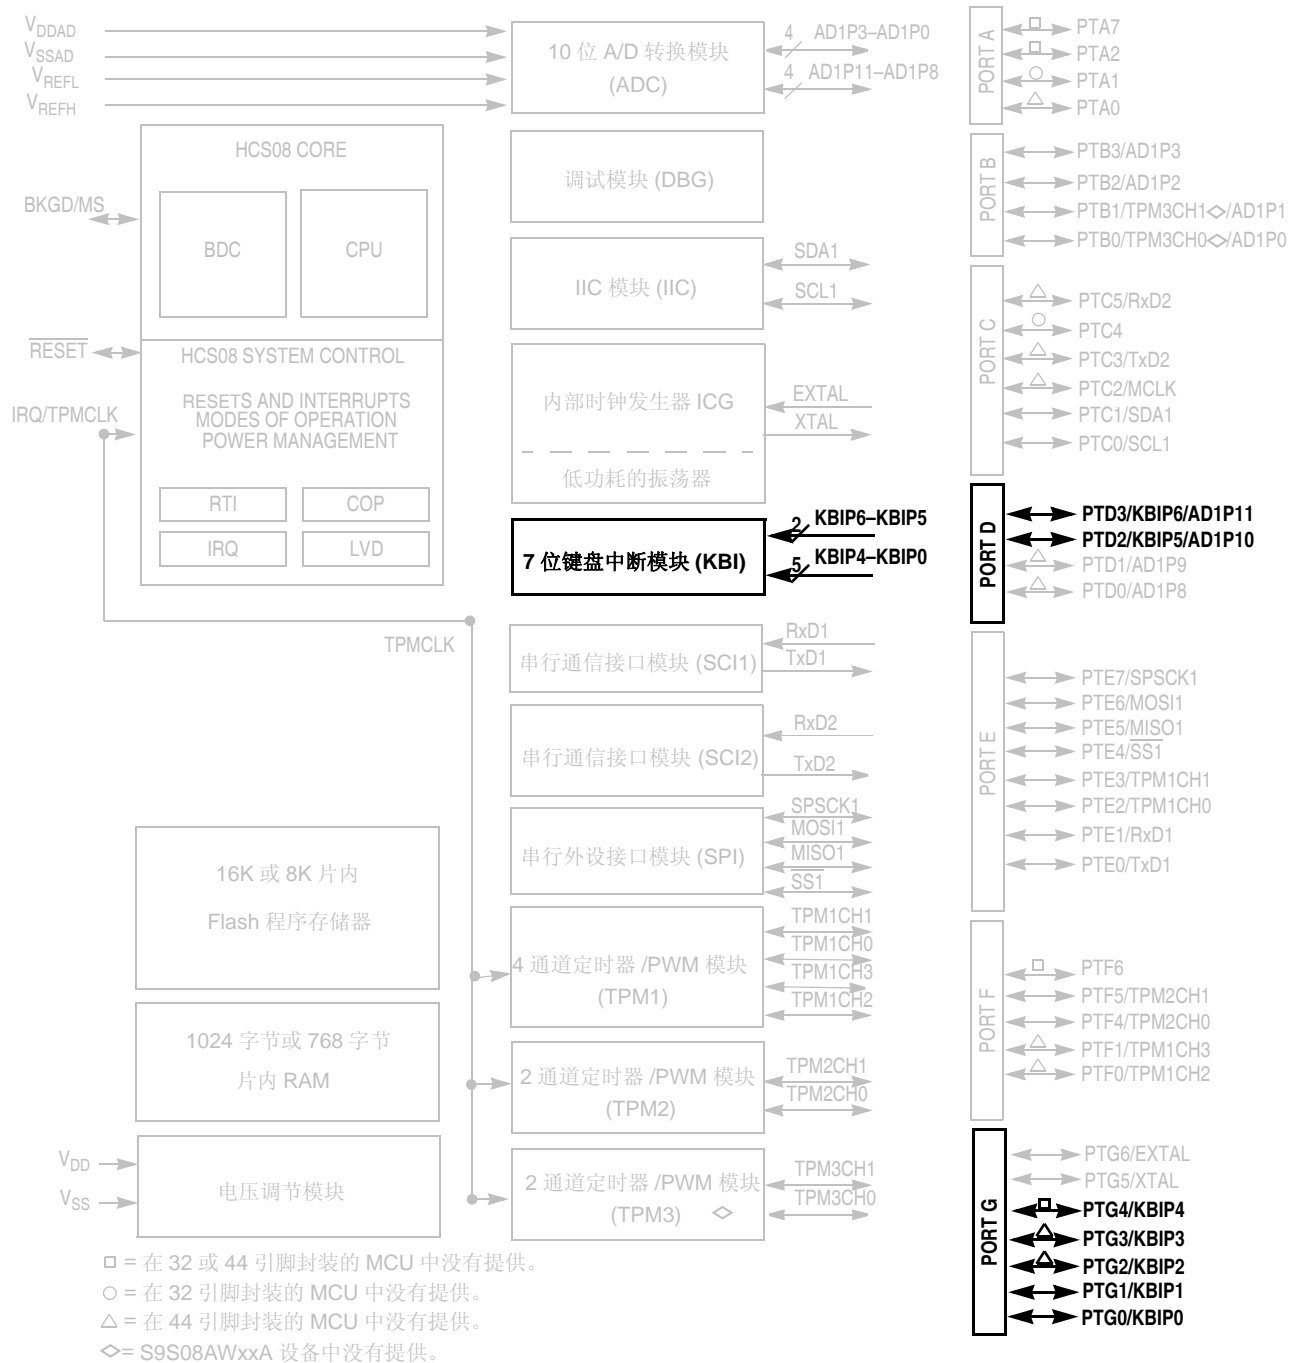 VDDAD
VSSAD
VREFL
VREFH
10 位 A/D 转换模块
(ADC)
4 AD1P3–AD1P0
4 AD1P11–AD1P8
HCS08 CORE
BDC
CPU
BKGD/MS
RESET
HCS08 SYSTEM CONTROL
RESETS AND INTERRUPTS
MODES OF OPERATION
POWER MANAGEMENT
IRQ/TPMCLK
RTI
COP
IRQ
LVD
TPMCLK
调试模块 (DBG)
IIC 模块 (IIC)
SDA1
SCL1
内部时钟发生器 ICG
EXTAL
XTAL
低功耗的振荡器
7 位键盘中断模块 (KBI)
2 KBIP6–KBIP5
5 KBIP4–KBIP0
串行通信接口模块 (SCI1)
RxD1
TxD1
串行通信接口模块 (SCI2)
RxD2
TxD2
串行外设接口模块 (SPI)
SPSCK1
MOSI1
MISO1
SS1
4 通道定时器 /PWM 模块
(TPM1)
TPM1CH1
TPM1CH0
TPM1CH3
TPM1CH2
2 通道定时器 /PWM 模块
(TPM2)
TPM2CH1
TPM2CH0
2 通道定时器 /PWM 模块
(TPM3)
TPM3CH1
TPM3CH0
16K 或 8K 片内
Flash 程序存储器
1024 字节或 768 字节
片内 RAM
VDD
VSS
电压调节模块
PORT A
PTA7
PTA2
PTA1
PTA0
PORT B
PTB3/AD1P3
PTB2/AD1P2
PTB1/TPM3CH1◇/AD1P1
PTB0/TPM3CH0◇/AD1P0
PORT C
PTC5/RxD2
PTC4
PTC3/TxD2
PTC2/MCLK
PTC1/SDA1
PTC0/SCL1
PORT D
PTD3/KBIP6/AD1P11
PTD2/KBIP5/AD1P10
PTD1/AD1P9
PTD0/AD1P8
PORT E
PTE7/SPSCK1
PTE6/MOSI1
PTE5/MISO1
PTE4/SS1
PTE3/TPM1CH1
PTE2/TPM1CH0
PTE1/RxD1
PTE0/TxD1
PORT F
PTF6
PTF5/TPM2CH1
PTF4/TPM2CH0
PTF1/TPM1CH3
PTF0/TPM1CH2
PORT G
PTG6/EXTAL
PTG5/XTAL
PTG4/KBIP4
PTG3/KBIP3
PTG2/KBIP2
PTG1/KBIP1
PTG0/KBIP0
□ = 在 32 或 44 引脚封装的 MCU 中没有提供。
○ = 在 32 引脚封装的 MCU 中没有提供。
△ = 在 44 引脚封装的 MCU 中没有提供。
◇= S9S08AWxxA 设备中没有提供。